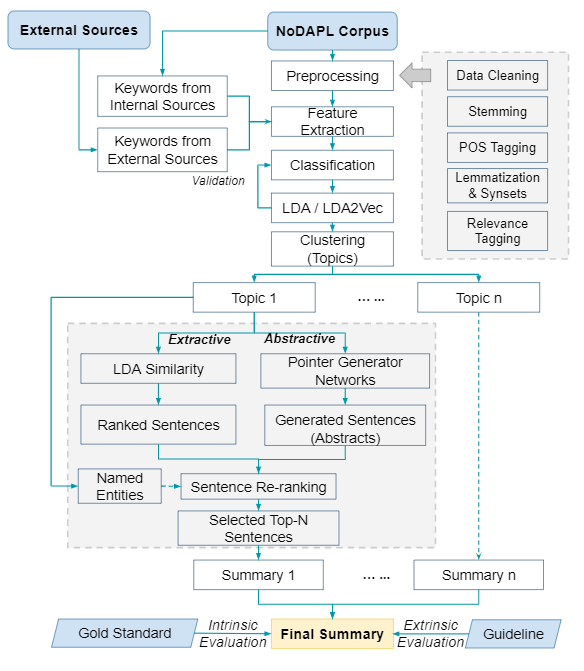 External Sources
NoDAPL Corpus
Preprocessing
Data Cleaning
Keywords from
Internal Sources
Stemming
Feature
Extraction
Keywords from
External Sources
POS Tagging
Classification
Validation
Lemmatization
& Synsets
LDA / LDA2Vec
Relevance
Tagging
Clustering
(Topics)
Topic 1
... ...
Topic n
Extractive
Abstractive
LDA Similarity
Pointer Generator
Networks
Ranked Sentences
Generated Sentences
(Abstracts)
Named
Entities
Sentence Re-ranking
Selected Top-N
Sentences
Summary 1
... ...
Summary n
Gold Standard
Intrinsic
Evaluation
Final Summary
Extrinsic
Evaluation
Guideline